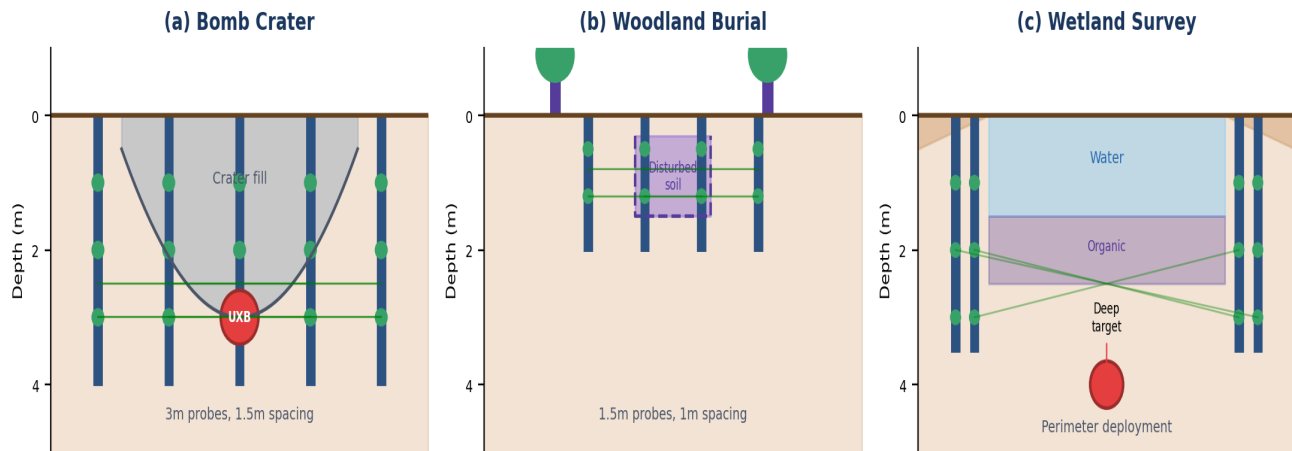 (a) Bomb Crater
Depth (m)
0
2
4
Crater fill
UXB
3m probes, 1.5m spacing
(b) Woodland Burial
Depth (m)
0
2
4
Disturbed
soil
1.5m probes, 1m spacing
(c) Wetland Survey
Depth (m)
0
2
4
Water
Organic
Deep
target
Perimeter deployment